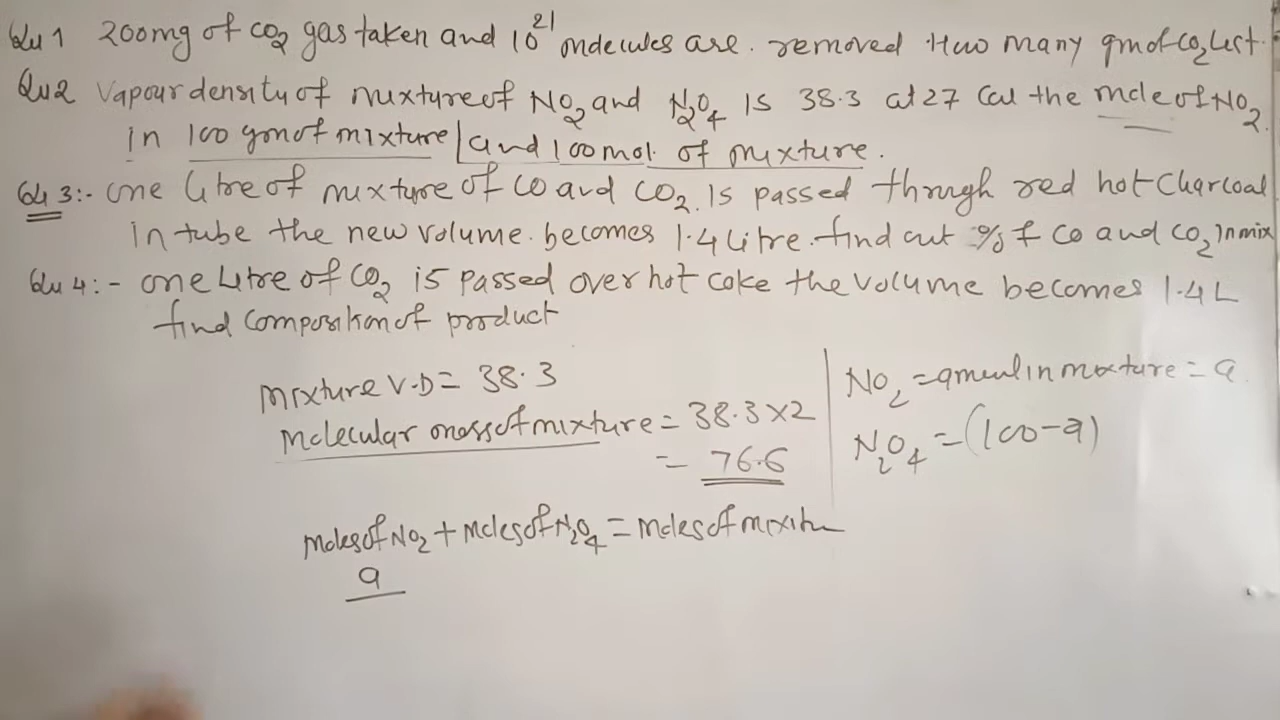 Qu 1 200mg of CO2 gas taken and 10^21 molecules are. removed How many gm of CO2 left.
Qu 2 Vapour density of mixture of NO2 and N2O4 is 38.3 at 27 Cal the mole of NO2
in 100 gm of mixture / and 100 mol. of mixture.
Qu 3:- one litre of mixture of CO and CO2 is passed through red hot charcoal
in tube the new volume. becomes 1.4 Litre. find out % of CO and CO2 in mix
Qu 4:- one Litre of CO2 is passed over hot coke the volume becomes 1.4 L
find composition of product
mixture V.D = 38.3
NO2 = in mixture = a
molecular mass of mixture = 38.3 x 2
N2O4 = (100-a)
= 76.6
moles of NO2 + moles of N2O4 = moles of mixture
a